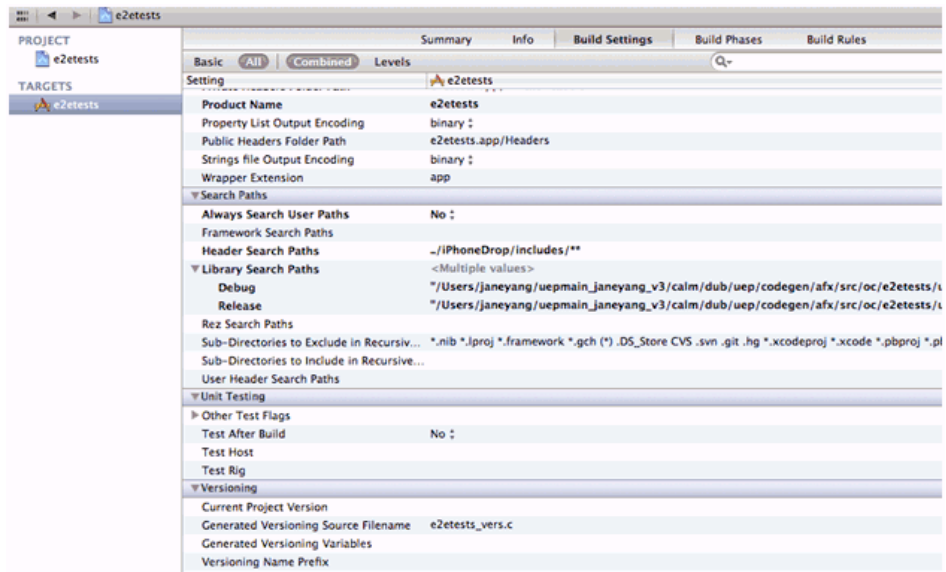 e2etests
PROJECT
e2etests
TARGETS
e2etests
Summary Info Build Settings Build Phases Build Rules
Basic All Combined Levels
Setting e2etests
Product Name e2etests
Property List Output Encoding binary
Public Headers Folder Path e2etests.app/Headers
Strings file Output Encoding binary
Wrapper Extension app
Search Paths
Always Search User Paths No
Framework Search Paths
Header Search Paths ../iPhoneDrop/includes/**
Library Search Paths <Multiple values>
Debug "/Users/janeyang/uepmain_janeyang_v3/calm/dub/uep/codegen/afx/src/oc/e2etests/u
Release "/Users/janeyang/uepmain_janeyang_v3/calm/dub/uep/codegen/afx/src/oc/e2etests/u
Rez Search Paths
Sub-Directories to Exclude in Recursiv... *.nib *.lproj *.framework *.gch (*) .DS_Store CVS .svn .git .hg *.xcodeproj *.xcode *.pbproj *.pl
Sub-Directories to Include in Recursive...
User Header Search Paths
Unit Testing
Other Test Flags
Test After Build No
Test Host
Test Rig
Versioning
Current Project Version
Generated Versioning Source Filename e2etests_vers.c
Generated Versioning Variables
Versioning Name Prefix